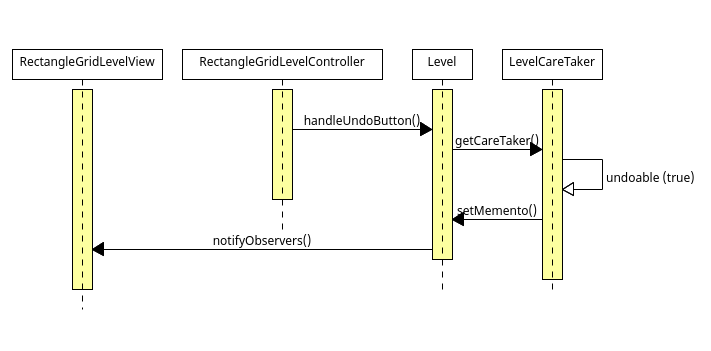 RectangleGridLevelView
RectangleGridLevelController
Level
LevelCareTaker
handleUndoButton()
getCareTaker()
undoable (true)
setMemento()
notifyObservers()